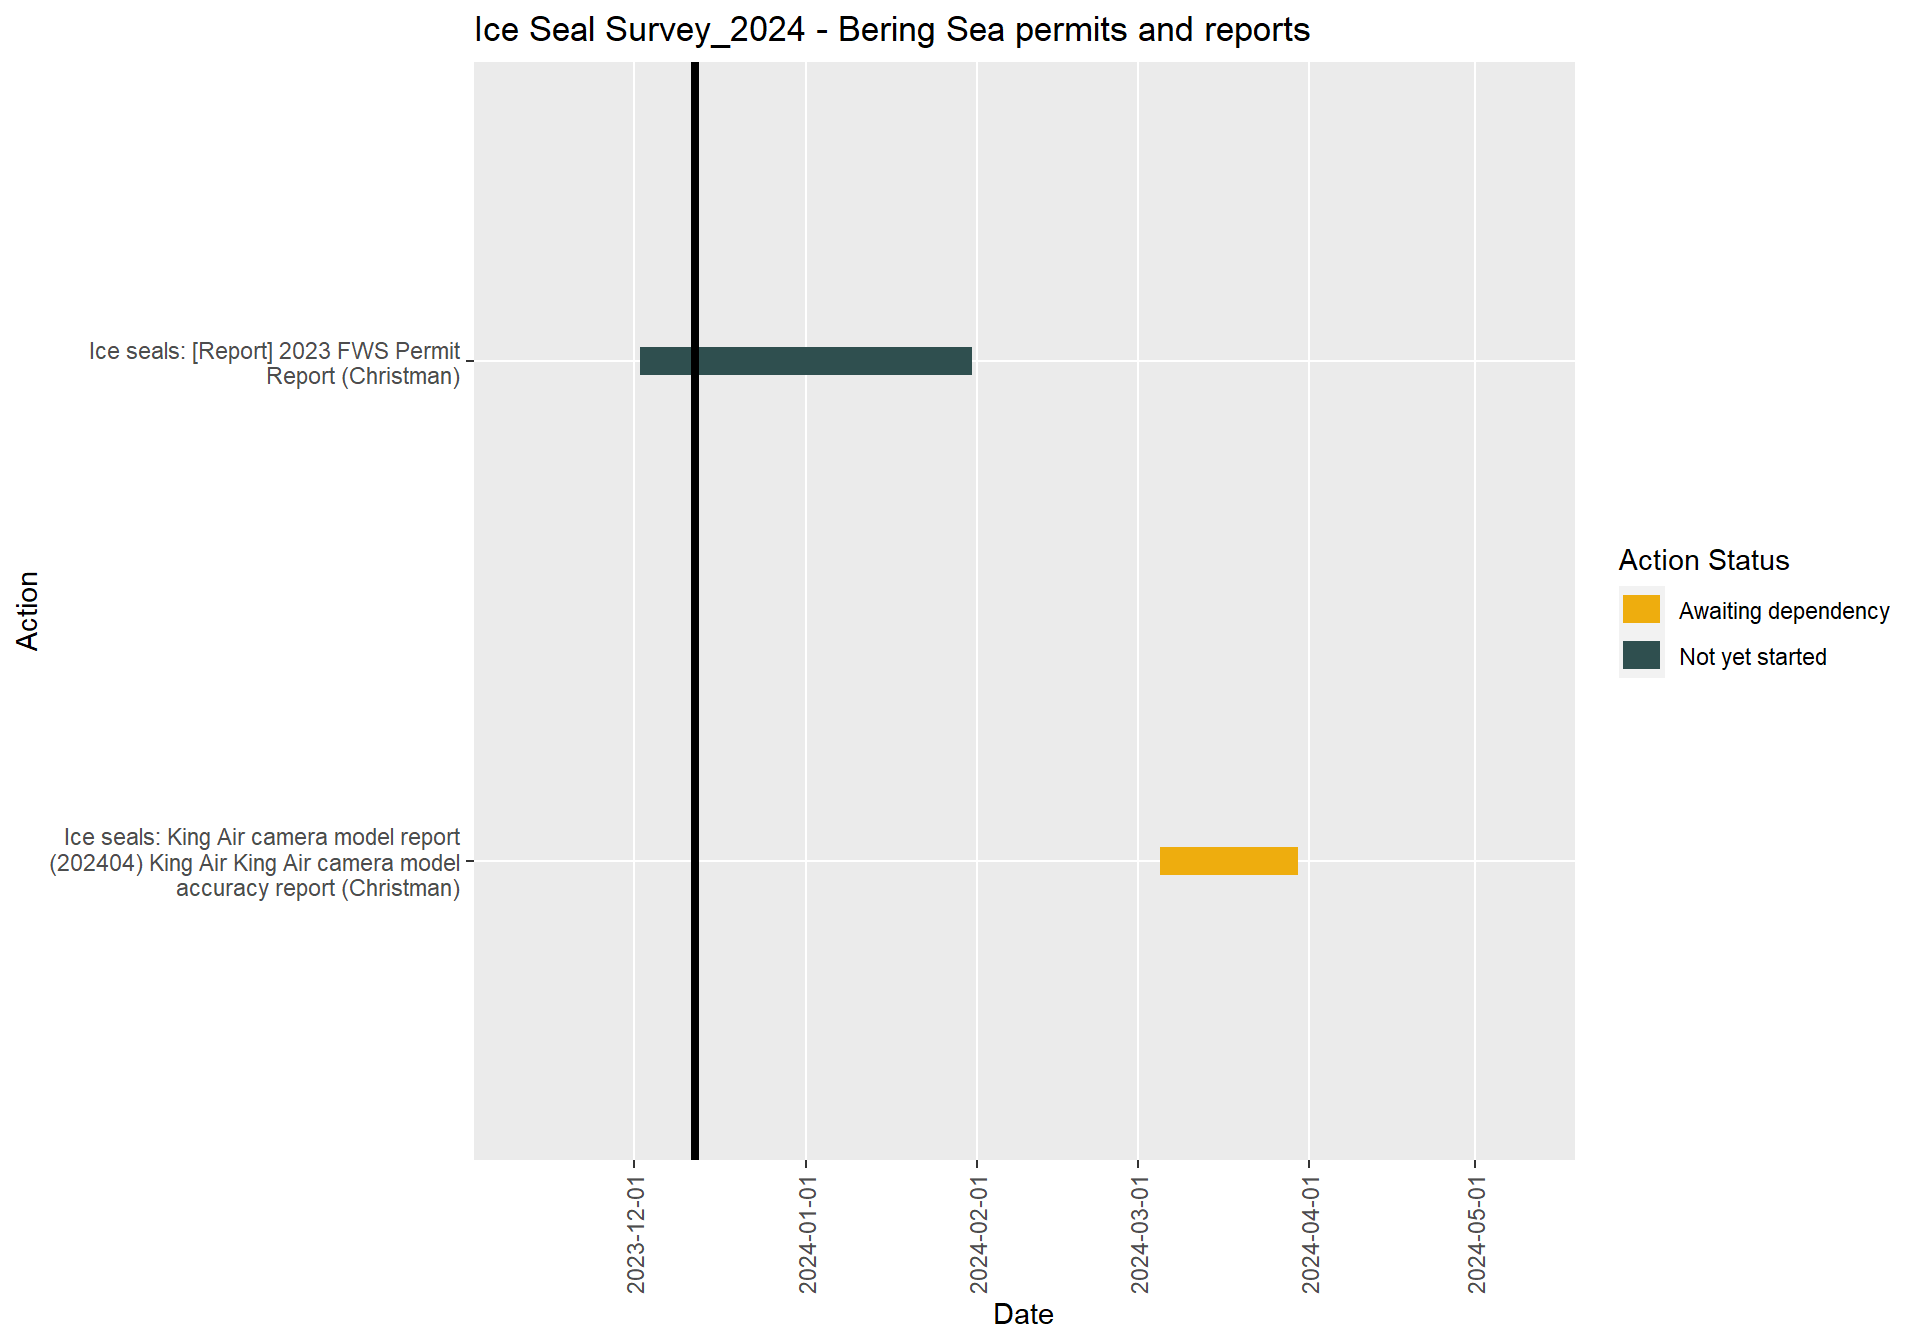 Ice Seal Survey_2024 - Bering Sea permits and reports
Action
Ice seals: [Report] 2023 FWS Permit
Report (Christman)
Ice seals: King Air camera model report
(202404) King Air King Air camera model
accuracy report (Christman)
2023-12-01
2024-01-01
2024-02-01
2024-03-01
2024-04-01
2024-05-01
Date
Action Status
Awaiting dependency
Not yet started